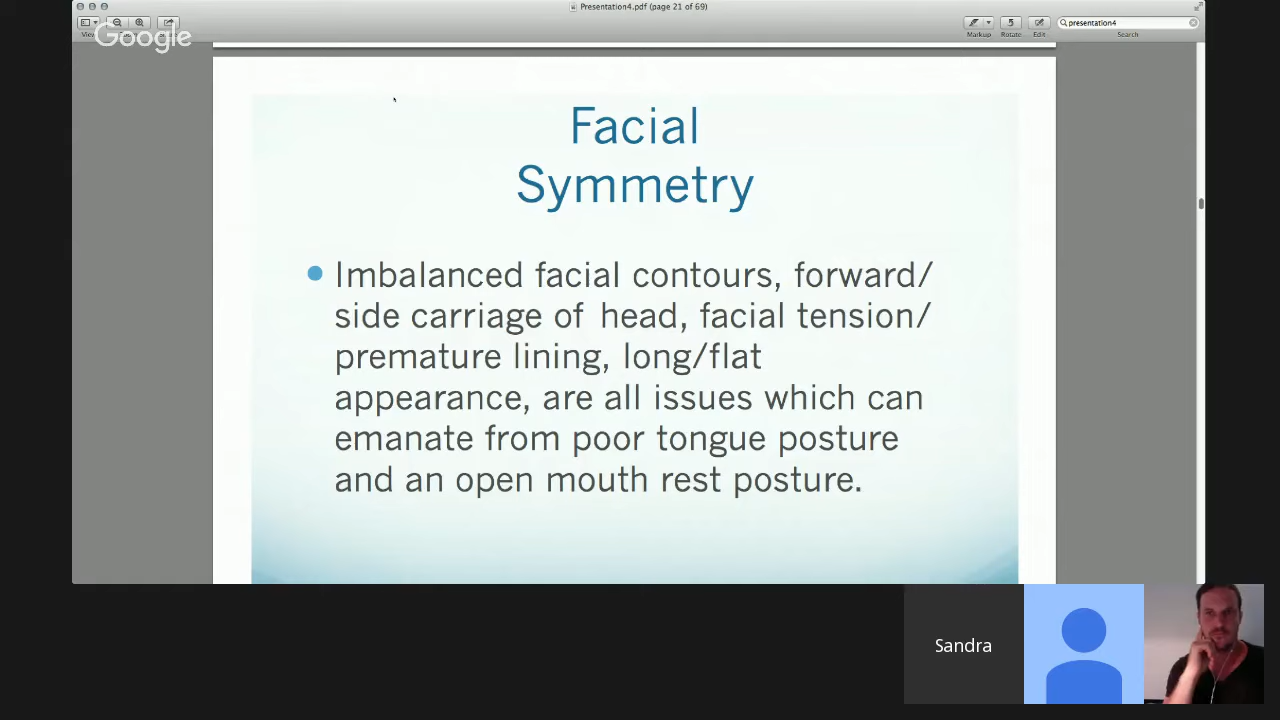 Presentation4.pdf (page 21 of 69)
presentation4
Google
Markup
Rotate
Edit
Search
Facial
Symmetry
Imbalanced facial contours, forward/
side carriage of head, facial tension/
premature lining, long/flat
appearance, are all issues which can
emanate from poor tongue posture
and an open mouth rest posture.
Sandra